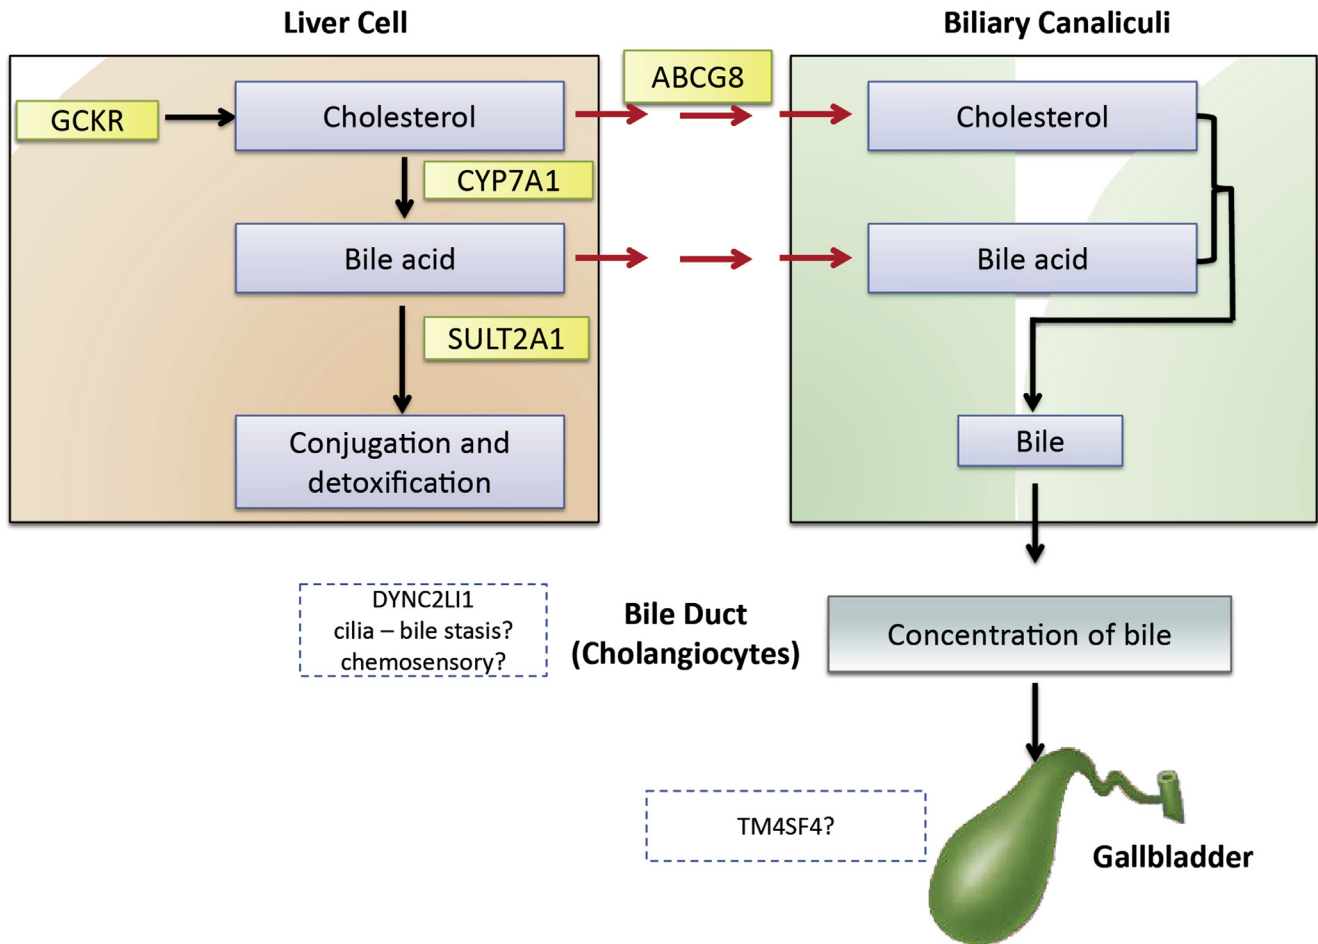 Liver Cell
Biliary Canaliculi
GCKR
Cholesterol
ABCG8
Cholesterol
CYP7A1
Bile acid
Bile acid
SULT2A1
Conjugation and
detoxification
Bile
DYNC2LI1
cilia – bile stasis?
chemosensory?
Bile Duct
(Cholangiocytes)
Concentration of bile
TM4SF4?
Gallbladder